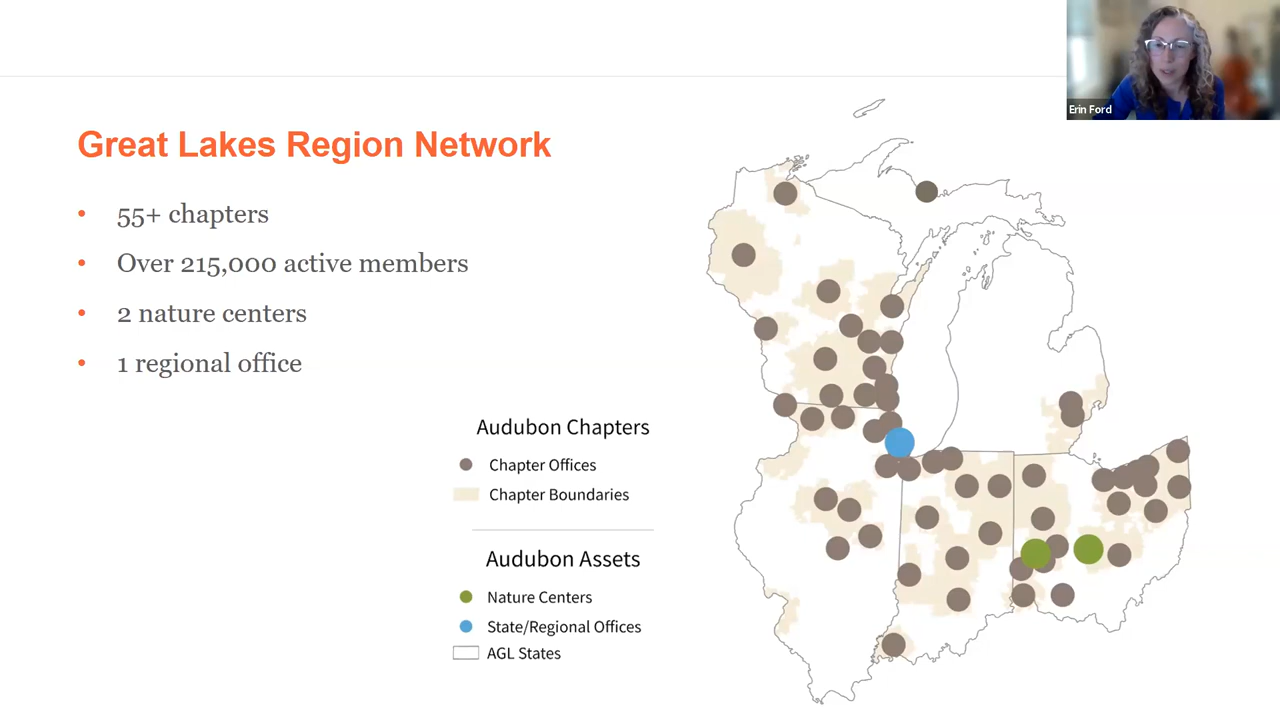 Erin Ford
Great Lakes Region Network
• 55+ chapters
• Over 215,000 active members
• 2 nature centers
• 1 regional office
Audubon Chapters
Chapter Offices
Chapter Boundaries
Audubon Assets
Nature Centers
State/Regional Offices
AGL States